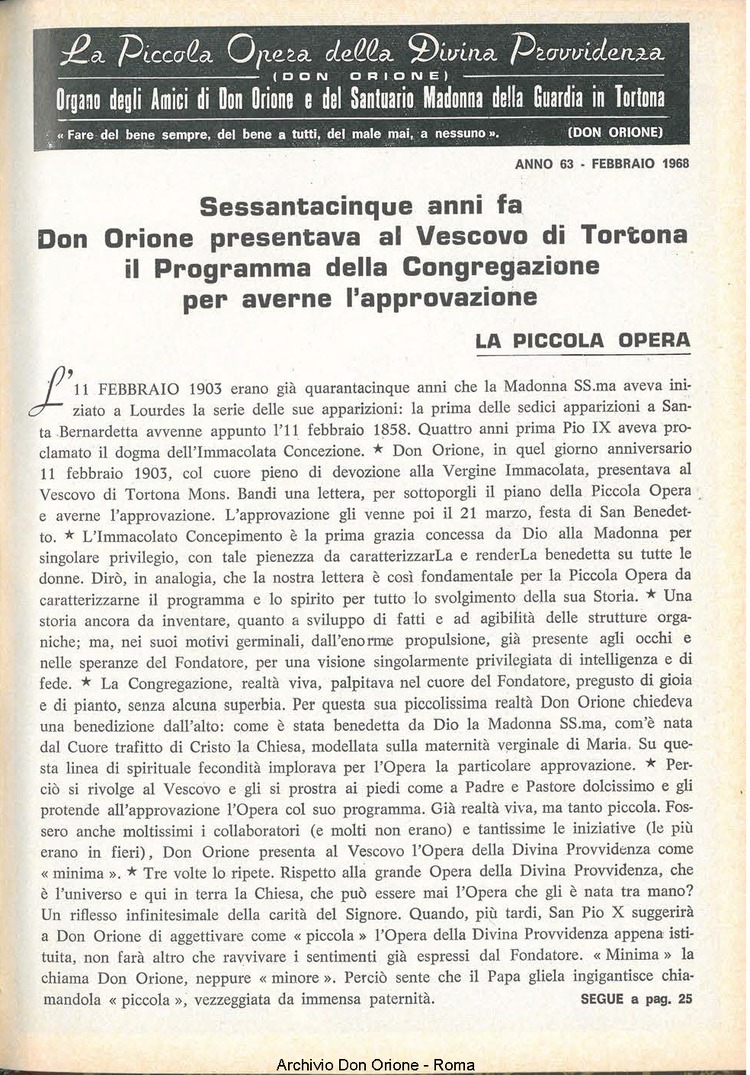 La Piccola Opera della Divina Provvidenza
(DON ORIONE)
Organo degli Amici di Don Orione e del Santuario Madonna della Guardia in Tortona
« Fare del bene sempre, del bene a tutti, del male mai, a nessuno ». (DON ORIONE)
ANNO 63 - FEBBRAIO 1968
Sessantacinque anni fa
Don Orione presentava al Vescovo di Tortona
il Programma della Congregazione
per averne l'approvazione
LA PICCOLA OPERA
L'11 FEBBRAIO 1903 erano già quarantacinque anni che la Madonna SS.ma aveva ini-
ziato a Lourdes la serie delle sue apparizioni: la prima delle sedici apparizioni a San-
ta Bernardetta avvenne appunto l'11 febbraio 1858. Quattro anni prima Pio IX aveva pro-
clamato il dogma dell'Immacolata Concezione. ★ Don Orione, in quel giorno anniversario
11 febbraio 1903, col cuore pieno di devozione alla Vergine Immacolata, presentava al
Vescovo di Tortona Mons. Bandi una lettera, per sottoporgli il piano della Piccola Opera
e averne l'approvazione. L'approvazione gli venne poi il 21 marzo, festa di San Benedet-
to. ★ L'Immacolato Concepimento è la prima grazia concessa da Dio alla Madonna per
singolare privilegio, con tale pienezza da caratterizzarLa e renderLa benedetta su tutte le
donne. Dirò, in analogia, che la nostra lettera è così fondamentale per la Piccola Opera da
caratterizzarne il programma e lo spirito per tutto lo svolgimento della sua Storia. ★ Una
storia ancora da inventare, quanto a sviluppo di fatti e ad agibilità delle strutture orga-
niche; ma, nei suoi motivi germinali, dall'enorme propulsione, già presente agli occhi e
nelle speranze del Fondatore, per una visione singolarmente privilegiata di intelligenza e di
fede. ★ La Congregazione, realtà viva, palpitava nel cuore del Fondatore, pregusto di gioia
e di pianto, senza alcuna superbia. Per questa sua piccolissima realtà Don Orione chiedeva
una benedizione dall'alto: come è stata benedetta da Dio la Madonna SS.ma, com'è nata
dal Cuore trafitto di Cristo la Chiesa, modellata sulla maternità verginale di Maria. Su que-
sta linea di spirituale fecondità implorava per l'Opera la particolare approvazione. ★ Per-
ciò si rivolge al Vescovo e gli si prostra ai piedi come a Padre e Pastore dolcissimo e gli
protende all'approvazione l'Opera col suo programma. Già realtà viva, ma tanto piccola. Fos-
sero anche moltissimi i collaboratori (e molti non erano) e tantissime le iniziative (le più
erano in fieri), Don Orione presenta al Vescovo l'Opera della Divina Provvidenza come
« minima ». ★ Tre volte lo ripete. Rispetto alla grande Opera della Divina Provvidenza, che
è l'universo e qui in terra la Chiesa, che può essere mai l'Opera che gli è nata tra mano?
Un riflesso infinitesimale della carità del Signore. Quando, più tardi, San Pio X suggerirà
a Don Orione di aggettivare come « piccola » l'Opera della Divina Provvidenza appena isti-
tuita, non farà altro che ravvivare i sentimenti già espressi dal Fondatore. « Minima » la
chiama Don Orione, neppure « minore ». Perciò sente che il Papa gliela ingigantisce chia-
mandola « piccola », vezzeggiata da immensa paternità. SEGUE a pag. 25
Archivio Don Orione - Roma